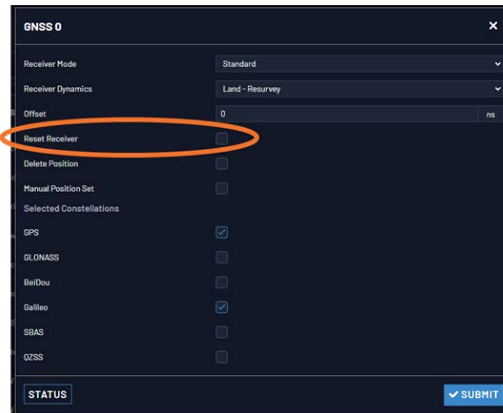 GNSS 0 ×
Receiver Mode Standard
Receiver Dynamics Land - Resurvey
Offset 0 ns
Reset Receiver
Delete Position
Manual Position Set
Selected Constellations
GPS
GLONASS
BeiDou
Galileo
SBAS
QZSS
STATUS SUBMIT